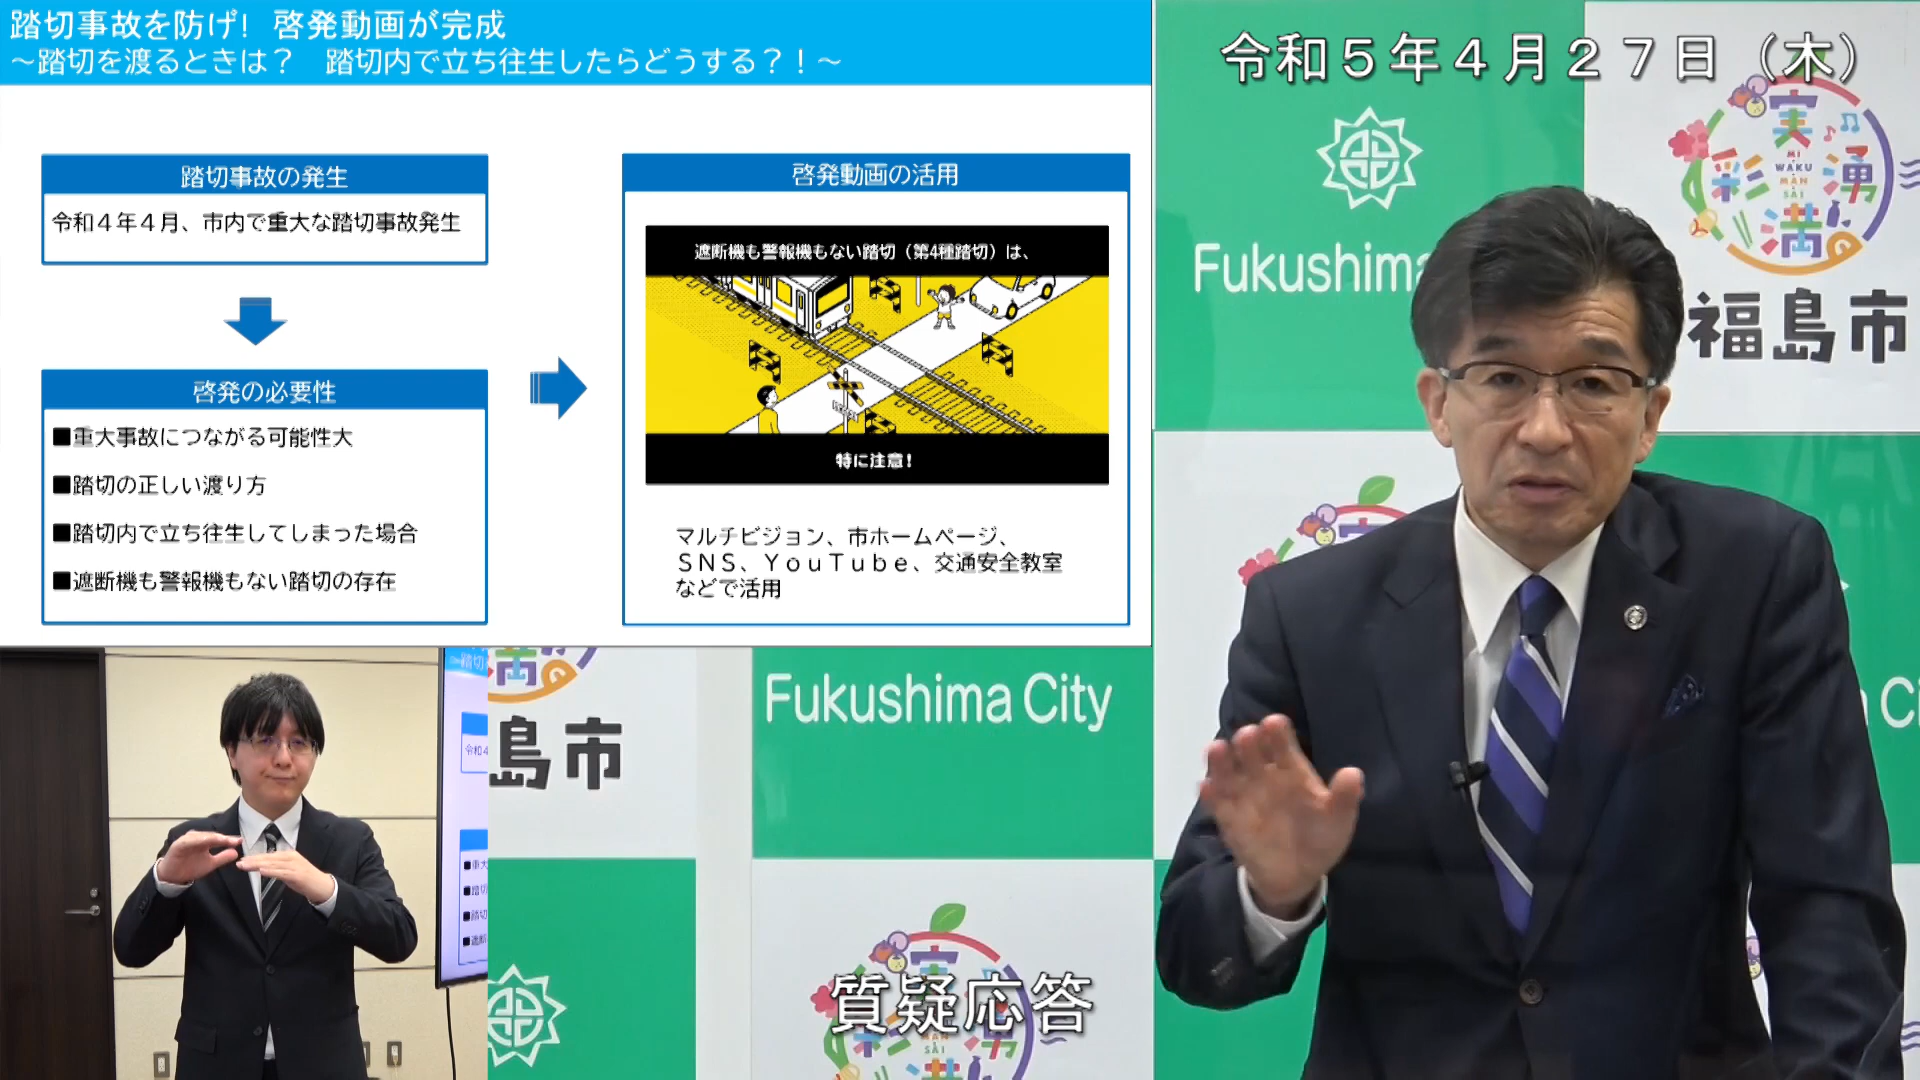 踏切事故を防げ! 啓発動画が完成
～踏切を渡るときは？　踏切内で立ち往生したらどうする？！～
踏切事故の発生
令和４年４月、市内で重大な踏切事故発生
啓発の必要性
■重大事故につながる可能性大
■踏切の正しい渡り方
■踏切内で立ち往生してしまった場合
■遮断機も警報機もない踏切の存在
啓発動画の活用
遮断機も警報機もない踏切（第4種踏切）は、
特に注意！
マルチビジョン、市ホームページ、
ＳＮＳ、ＹｏｕＴｕｂｅ、交通安全教室
などで活用
令和５年４月２７日（木）
Fukushima
実
湧
彩
満
MI
WAKU
MAN
SAI
福島市
島市
Fukushima City
質疑応答